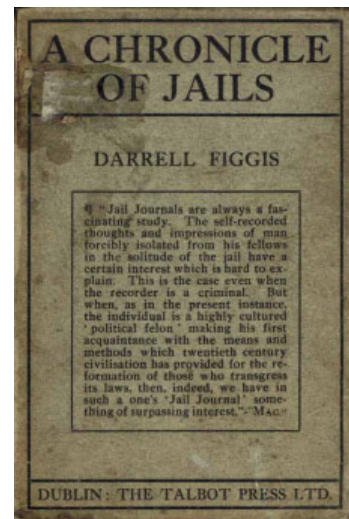 A CHRONICLE
OF JAILS
DARRELL FIGGIS
¶ "Jail Journals are always a fas-
cinating study. The self-recorded
thoughts and impressions of man
forcibly isolated from his fellows
in the solitude of the jail have a
certain interest which is hard to ex-
plain. This is the case even when
the recorder is a criminal. But
when, as in the present instance,
the individual is a highly cultured
'political felon' making his first
acquaintance with the means and
methods which twentieth century
civilisation has provided for the re-
formation of those who transgress
its laws, then, indeed, we have in
such a one's 'Jail Journal' some-
thing of surpassing interest."-"MAC."
DUBLIN: THE TALBOT PRESS LTD.